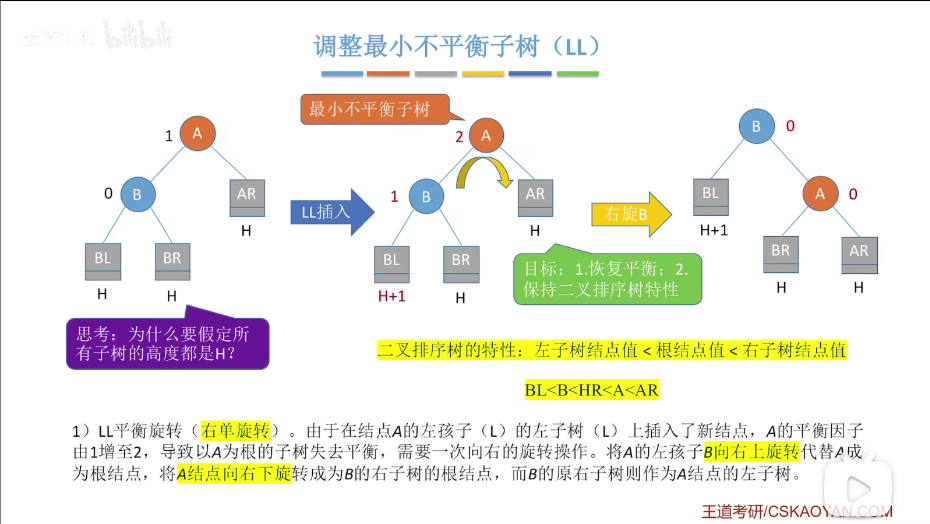 调整最小不平衡子树（LL）
最小不平衡子树
1 A
0 B
AR
H
BL BR
H H
LL插入
2 A
1 B
AR
H
BL BR
H+1 H
右旋B
B 0
BL
H+1
A 0
BR AR
H H
思考：为什么要假定所
有子树的高度都是H？
目标：1.恢复平衡；2.
保持二叉排序树特性
二叉排序树的特性：左子树结点值 < 根结点值 < 右子树结点值
BL<B<HR<A<AR
1）LL平衡旋转（右单旋转）。由于在结点A的左孩子（L）的左子树（L）上插入了新结点，A的平衡因子
由1增至2，导致以A为根的子树失去平衡，需要一次向右的旋转操作。将A的左孩子B向右上旋转代替A成
为根结点，将A结点向右下旋转成为B的右子树的根结点，而B的原右子树则作为A结点的左子树。
王道考研/CSKAOYAN.COM
bilibili